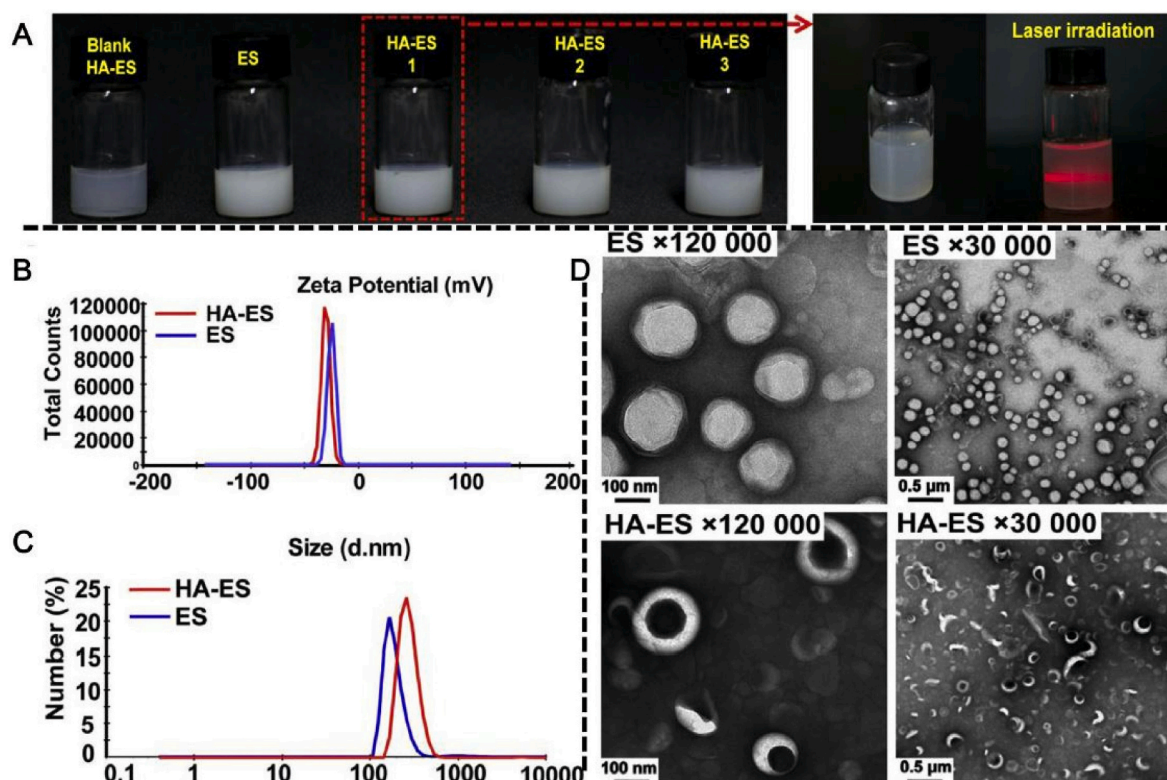 A
Blank
HA-ES
ES
HA-ES
1
HA-ES
2
HA-ES
3
Laser irradiation
B
Zeta Potential (mV)
Total Counts
120000
100000
80000
60000
40000
20000
0
HA-ES
ES
-200
-100
0
100
200
C
Size (d.nm)
Number (%)
25
20
15
10
5
0
HA-ES
ES
0.1
1
10
100
1000
10000
D
ES ×120 000
100 nm
ES ×30 000
0.5 µm
HA-ES ×120 000
100 nm
HA-ES ×30 000
0.5 µm